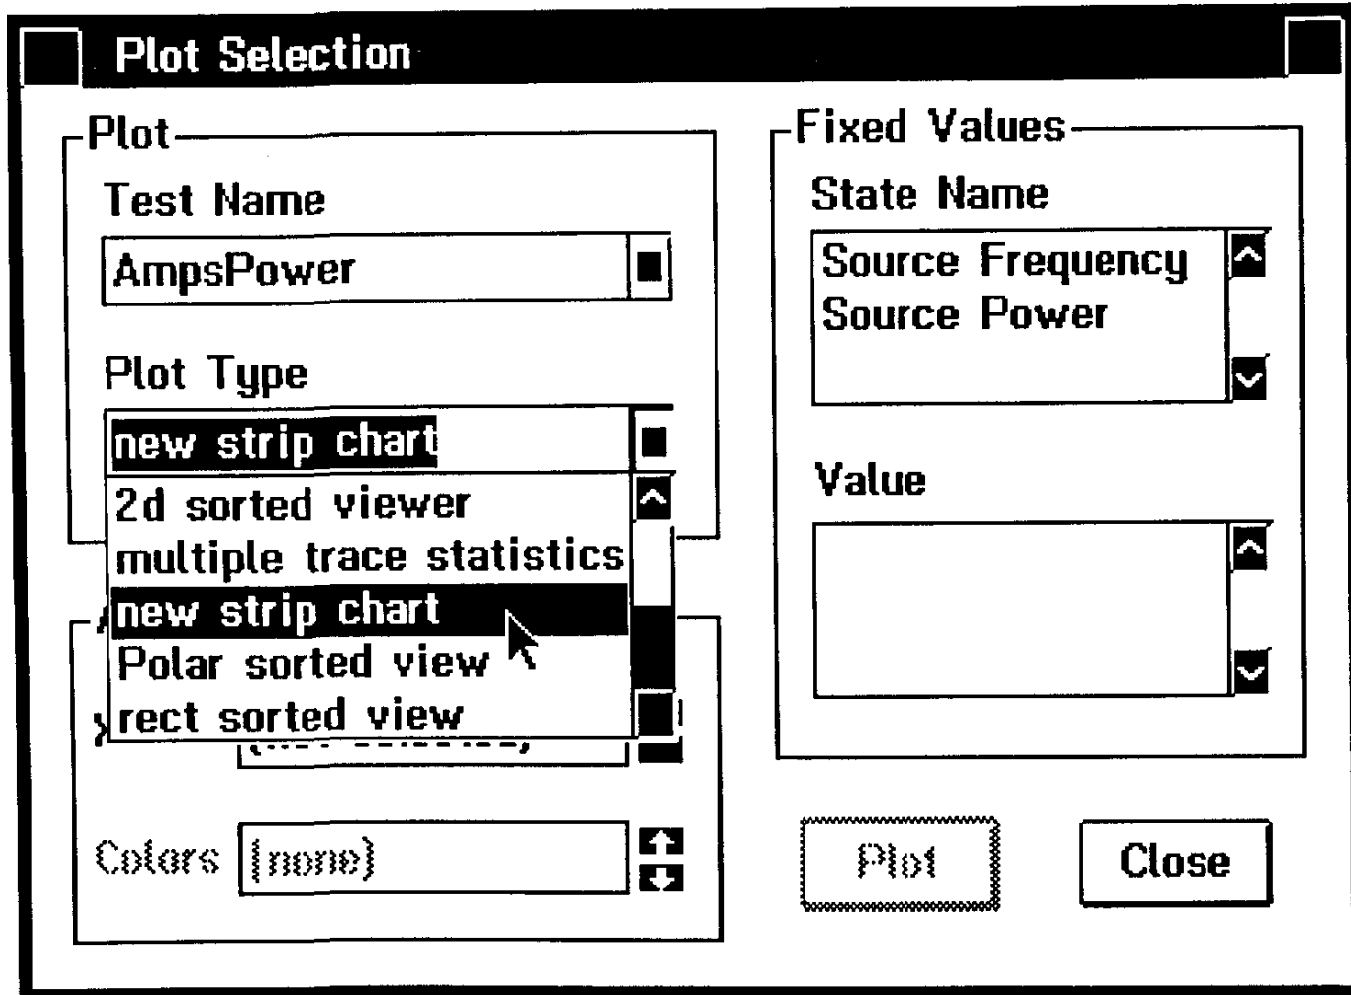 Plot Selection
Plot
Test Name
AmpsPower
Plot Type
new strip chart
2d sorted viewer
multiple trace statistics
new strip chart
Polar sorted view
rect sorted view
Colors (none)
Fixed Values
State Name
Source Frequency
Source Power
Value
Plot
Close